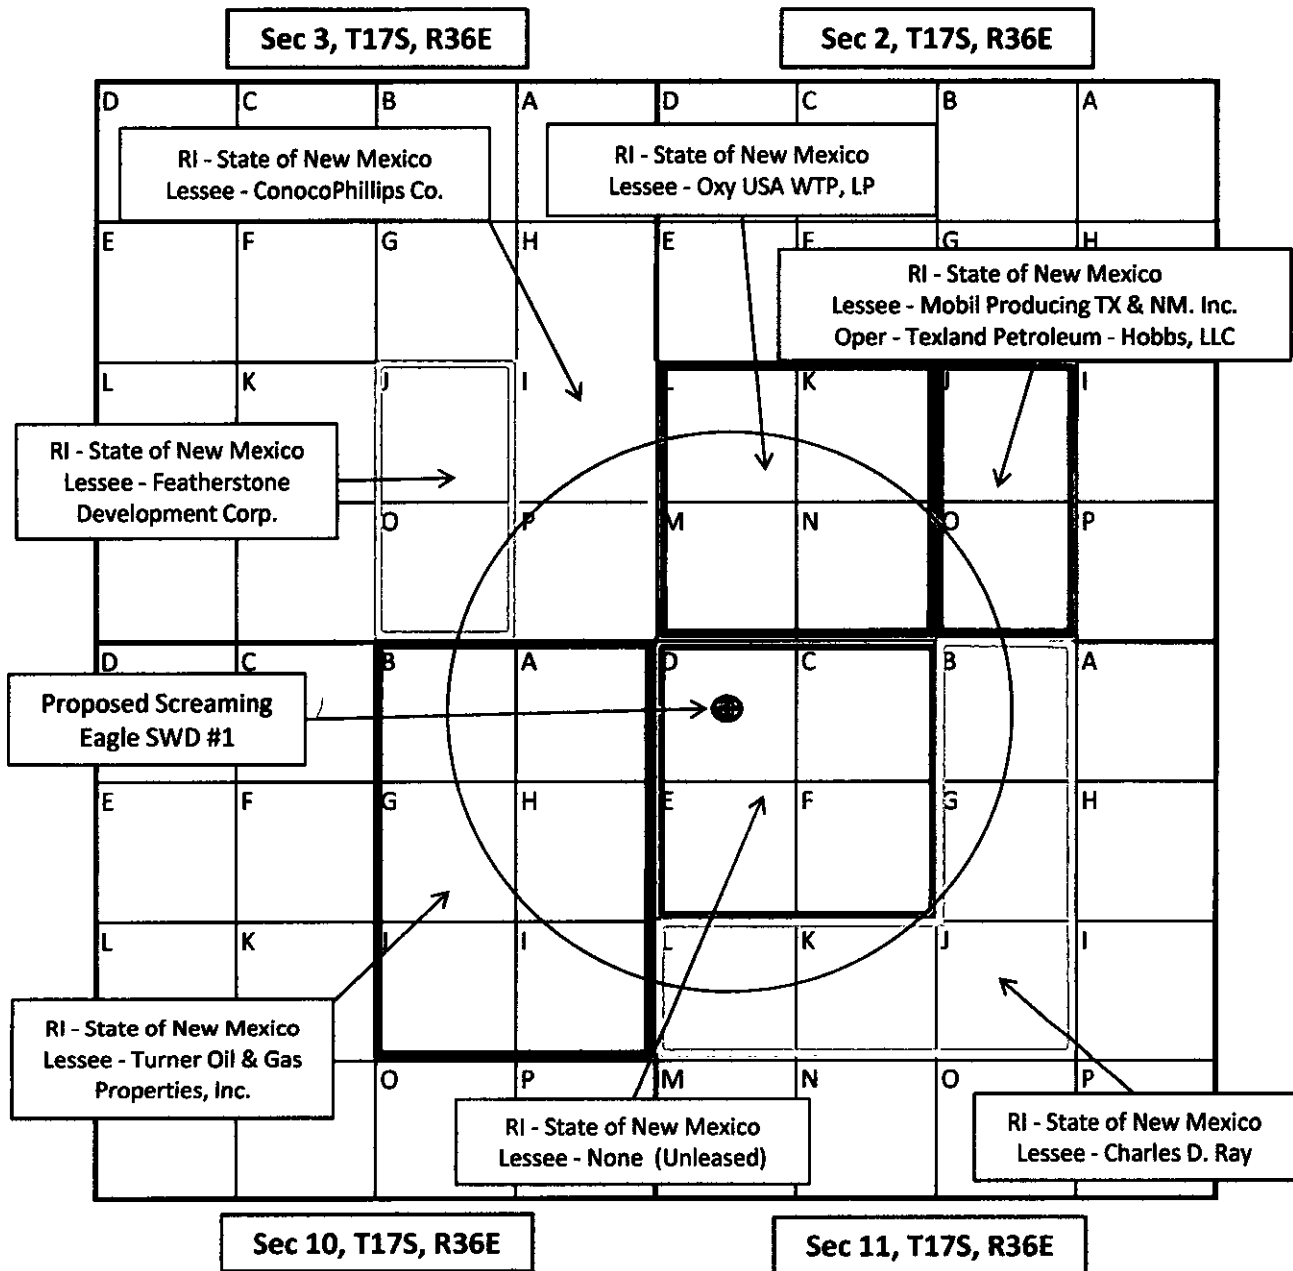 Sec 3, T17S, R36E
Sec 2, T17S, R36E
D C B A D C B A
RI - State of New Mexico
Lessee - ConocoPhillips Co.
RI - State of New Mexico
Lessee - Oxy USA WTP, LP
E F G H E F G H
RI - State of New Mexico
Lessee - Mobil Producing TX & NM. Inc.
Oper - Texland Petroleum - Hobbs, LLC
L K J I L K J I
RI - State of New Mexico
Lessee - Featherstone
Development Corp.
O P M N O P
D C B A D C B A
Proposed Screaming
Eagle SWD #1
E F G H E F G H
L K J I L K J I
RI - State of New Mexico
Lessee - Turner Oil & Gas
Properties, Inc.
O P M N O P
RI - State of New Mexico
Lessee - None (Unleased)
RI - State of New Mexico
Lessee - Charles D. Ray
Sec 10, T17S, R36E
Sec 11, T17S, R36E